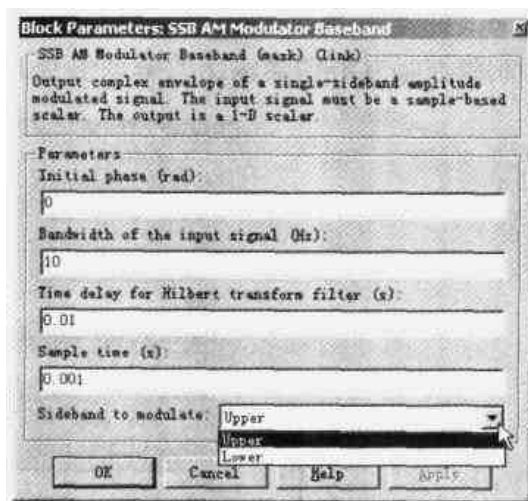 Block Parameters: SSB AM Modulator Baseband
SSB AM Modulator Baseband (mask) (link)
Output complex envelope of a single-sideband amplitude
modulated signal. The input signal must be a sample-based
scalar. The output is a 1-D scalar.
Parameters
Initial phase (rad):
0
Bandwidth of the input signal (Hz):
10
Time delay for Hilbert transform filter (s):
0.01
Sample time (s):
0.001
Sideband to modulate: Upper
Upper
Lower
OK Cancel Help Apply